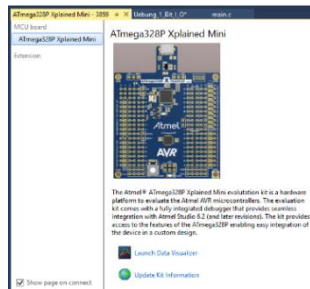 ATmega328P Xplained Mini - 3898
Uebung_1_Bit_I_O*
main.c
MCU board
ATmega328P Xplained Mini
Extension
ATmega328P Xplained Mini
Atmel
AVR
The Atmel® ATmega328P Xplained Mini evaluation kit is a hardware
platform to evaluate the Atmel AVR microcontrollers. The evaluation
kit comes with a fully integrated debugger that provides seamless
integration with Atmel Studio 6.2 (and later revisions). The kit provides
access to the features of the ATmega328P enabling easy integration of
the device in a custom design.
Launch Data Visualizer
Update Kit Information
Show page on connect